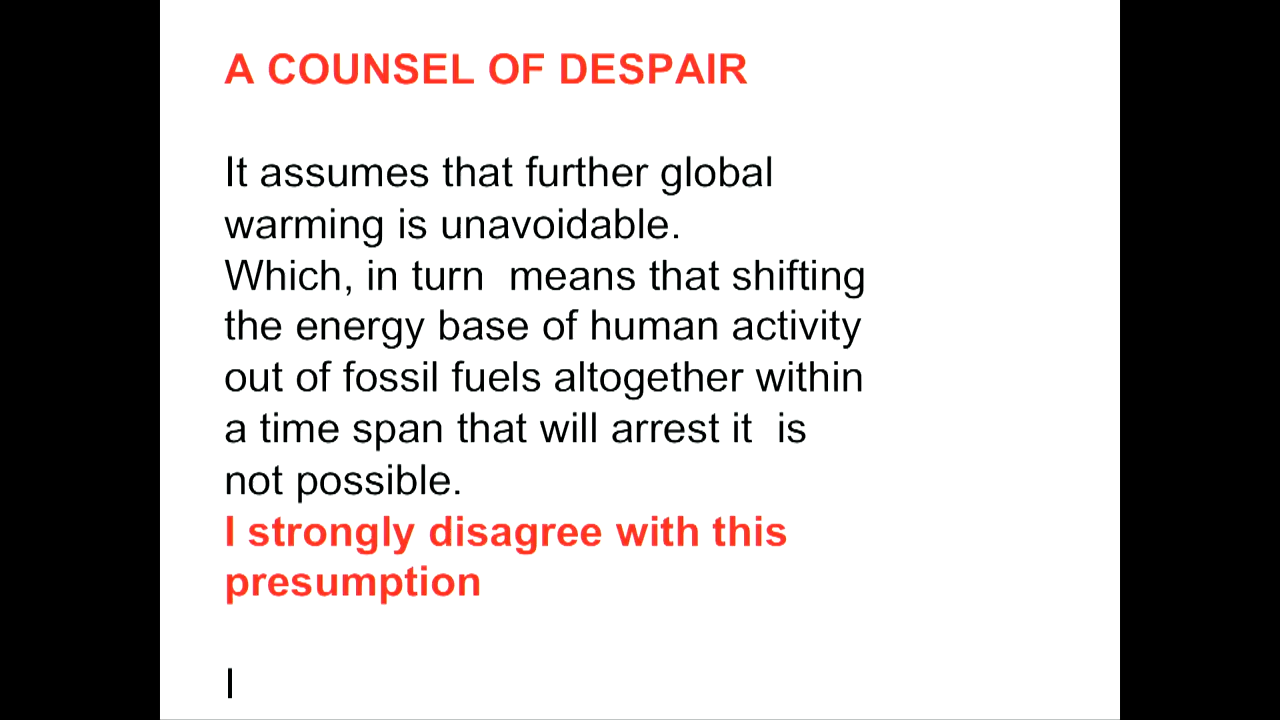 A COUNSEL OF DESPAIR
It assumes that further global
warming is unavoidable.
Which, in turn  means that shifting
the energy base of human activity
out of fossil fuels altogether within
a time span that will arrest it  is
not possible.
I strongly disagree with this
presumption
I